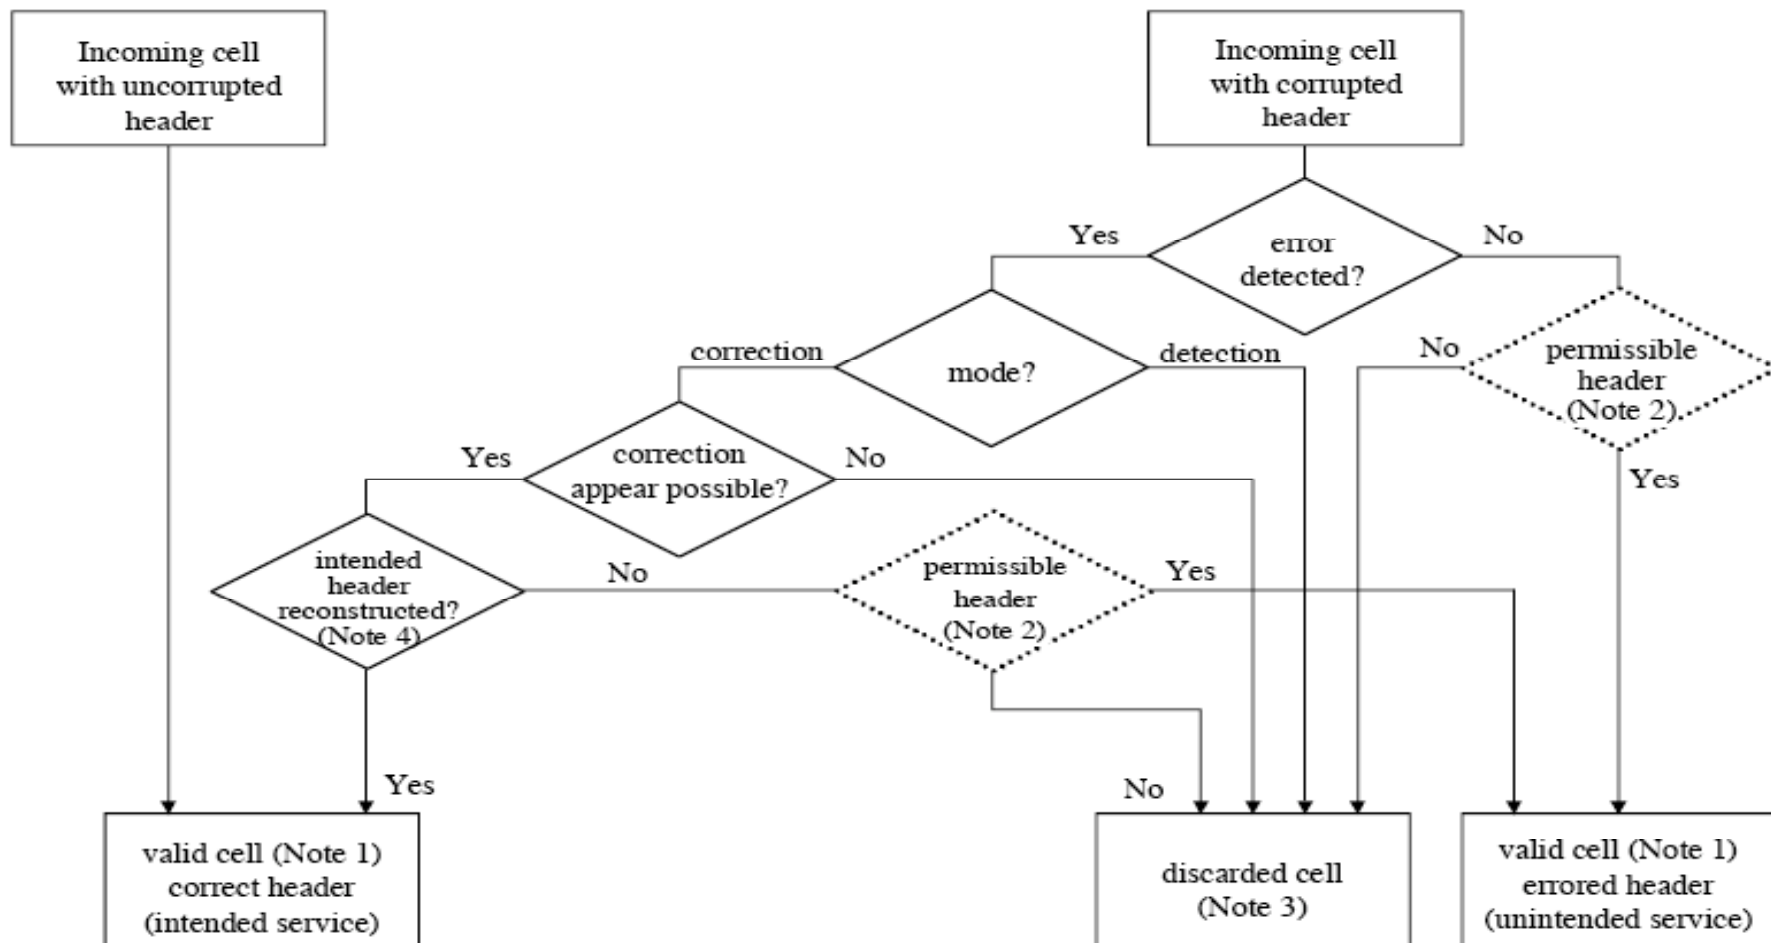 Incoming cell
with uncorrupted
header
Incoming cell
with corrupted
header
Yes
error
detected?
No
correction
mode?
detection
No
permissible
header
(Note 2)
Yes
Yes
correction
appear possible?
No
intended
header
reconstructed?
(Note 4)
No
permissible
header
(Note 2)
Yes
Yes
No
valid cell (Note 1)
correct header
(intended service)
discarded cell
(Note 3)
valid cell (Note 1)
errored header
(unintended service)